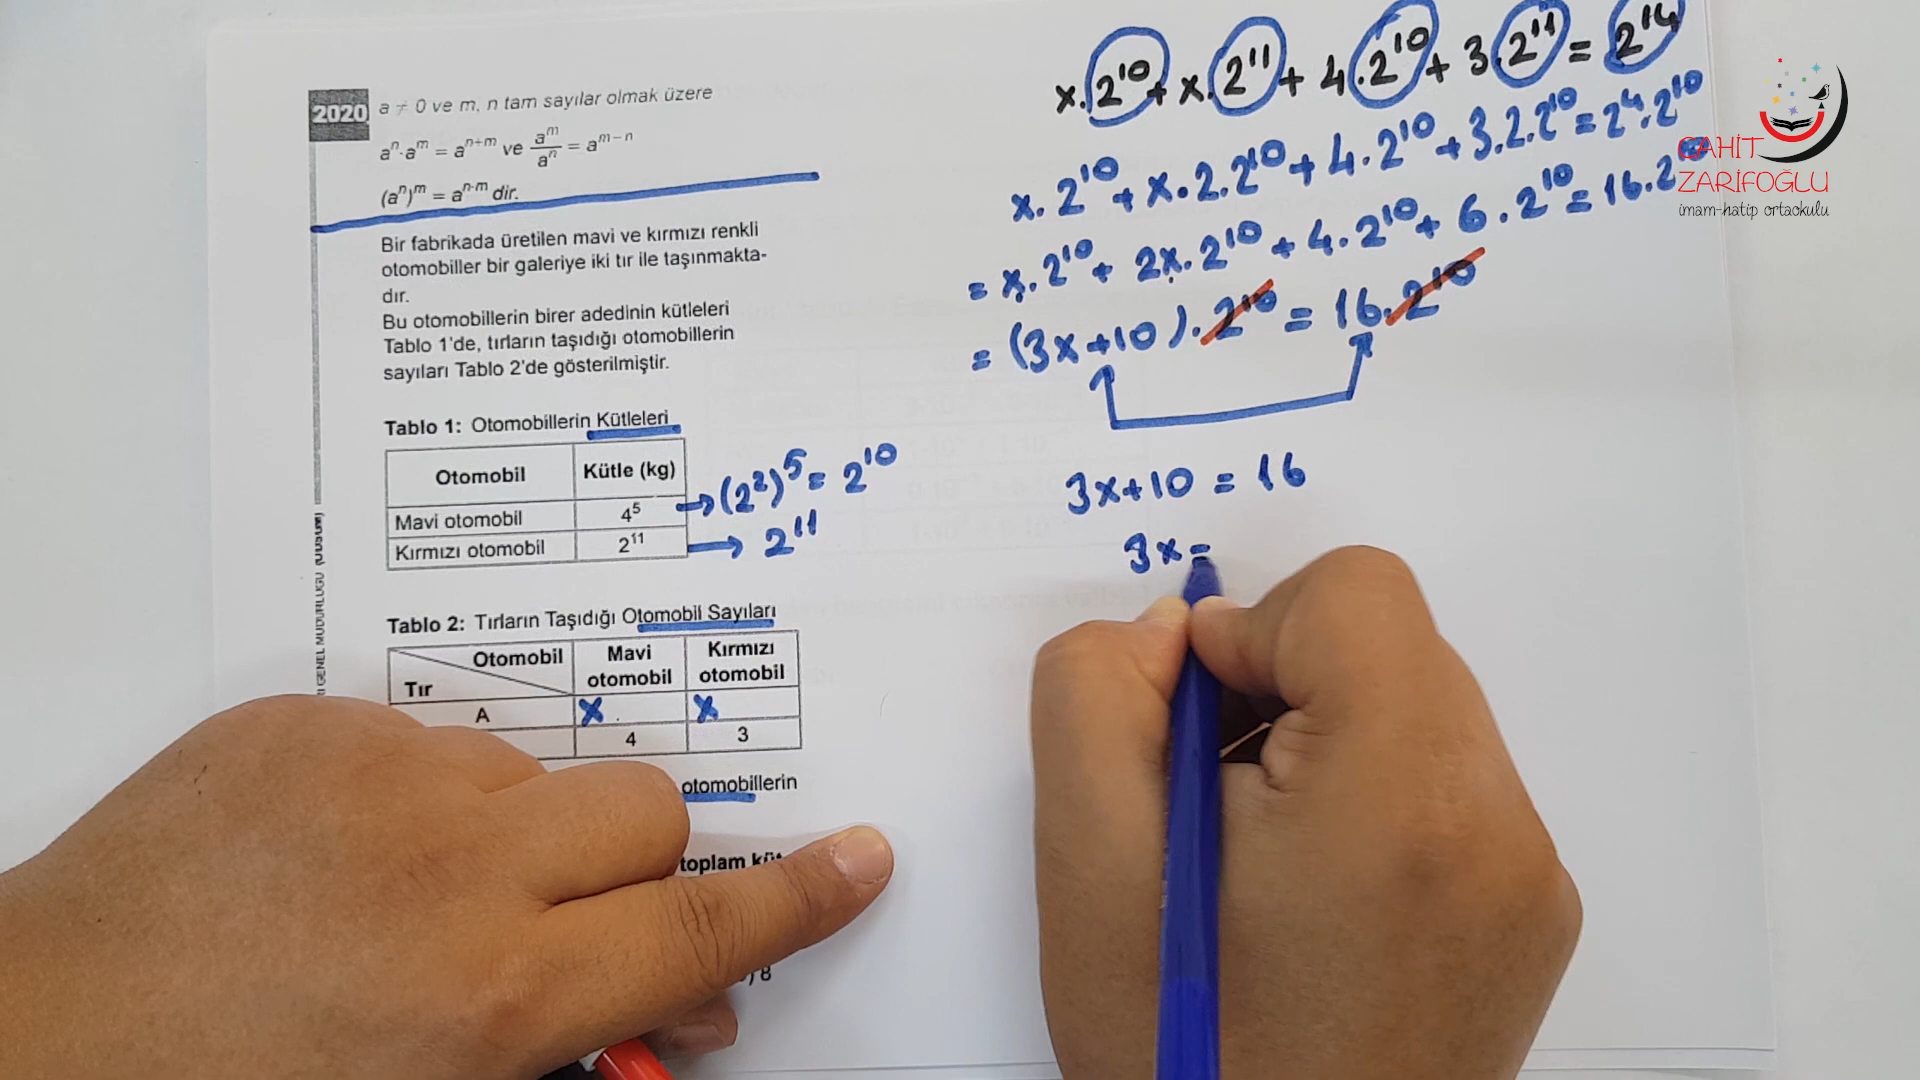 2020 a ≠ 0 ve m, n tam sayılar olmak üzere
aⁿ·aᵐ = aⁿ⁺ᵐ ve aᵐ/aⁿ = aᵐ⁻ⁿ
(aⁿ)ᵐ = aⁿ·ᵐ dir.
Bir fabrikada üretilen mavi ve kırmızı renkli
otomobiller bir galeriye iki tır ile taşınmakta-
dır.
Bu otomobillerin birer adedinin kütleleri
Tablo 1'de, tırların taşıdığı otomobillerin
sayıları Tablo 2'de gösterilmiştir.
Tablo 1: Otomobillerin Kütleleri
Otomobil Kütle (kg)
Mavi otomobil 4⁵ → (2²)⁵ = 2¹⁰
Kırmızı otomobil 2¹¹ → 2¹¹
Tablo 2: Tırların Taşıdığı Otomobil Sayıları
Otomobil Mavi otomobil Kırmızı otomobil
Tır
A x x
4 3
otomobillerin
toplam
) 8
GENEL MÜDÜRLÜĞÜ
x.2¹⁰ + x.2¹¹ + 4.2¹⁰ + 3.2¹¹ = 2¹⁴
x.2¹⁰ + x.2.2¹⁰ + 4.2¹⁰ + 3.2.2¹⁰ = 2⁴.2¹⁰
= x.2¹⁰ + 2x.2¹⁰ + 4.2¹⁰ + 6.2¹⁰ = 16.2¹⁰
= (3x+10).2¹⁰ = 16.2¹⁰
3x+10 = 16
3x =
CAHİT
ZARİFOĞLU
imam-hatip ortaokulu